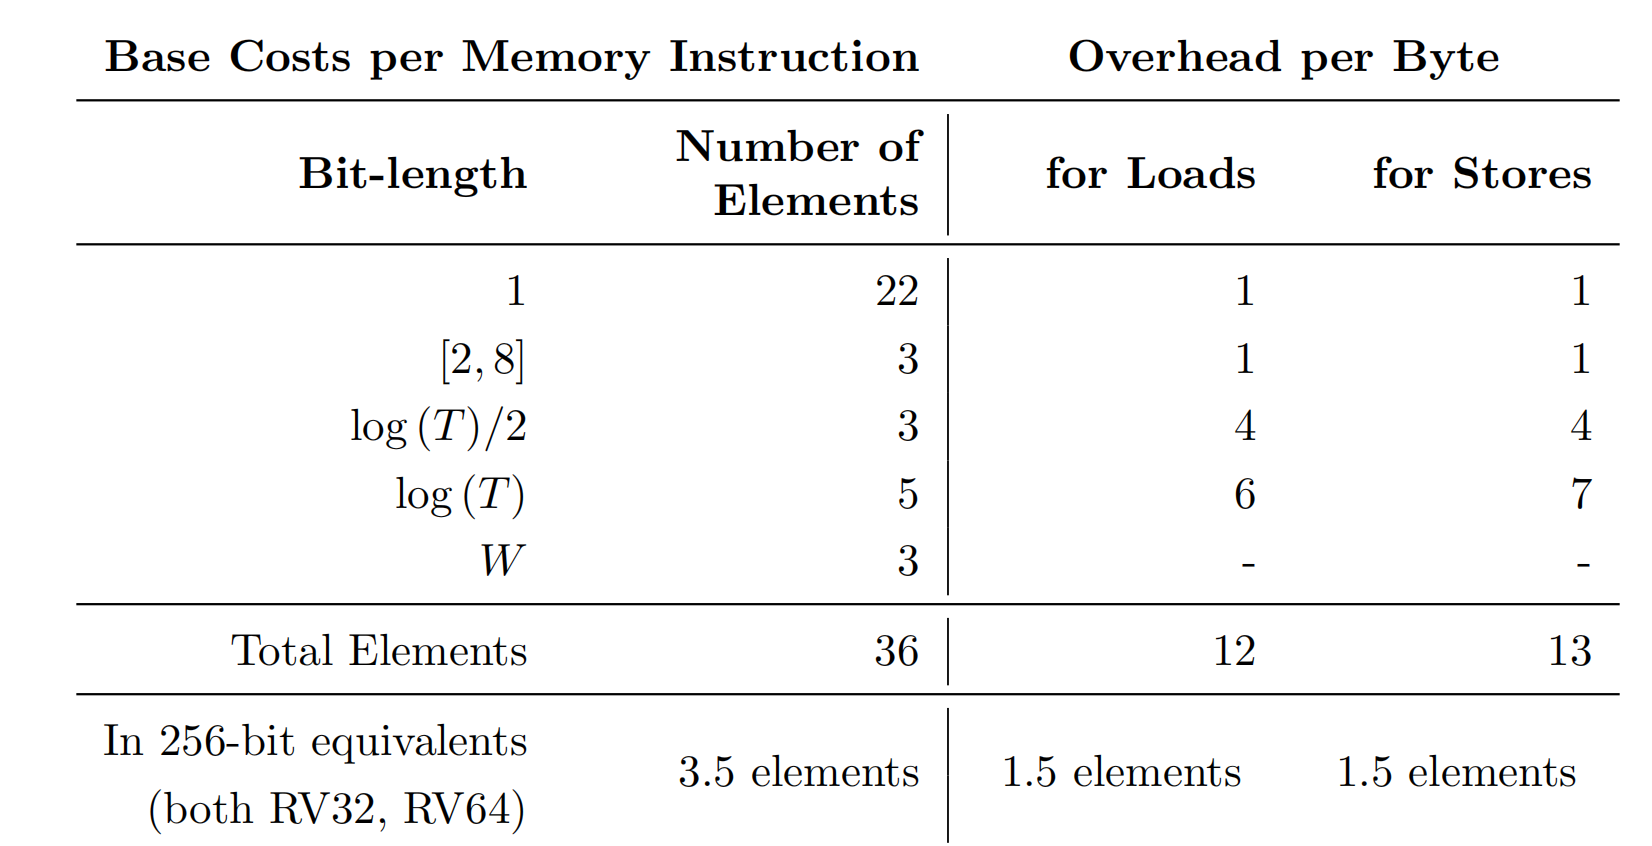 Base Costs per Memory Instruction Overhead per Byte
Bit-length Number of Elements for Loads for Stores
1 22 1 1
[2, 8] 3 1 1
log (T)/2 3 4 4
log (T) 5 6 7
W 3 - -
Total Elements 36 12 13
In 256-bit equivalents
(both RV32, RV64) 3.5 elements 1.5 elements 1.5 elements